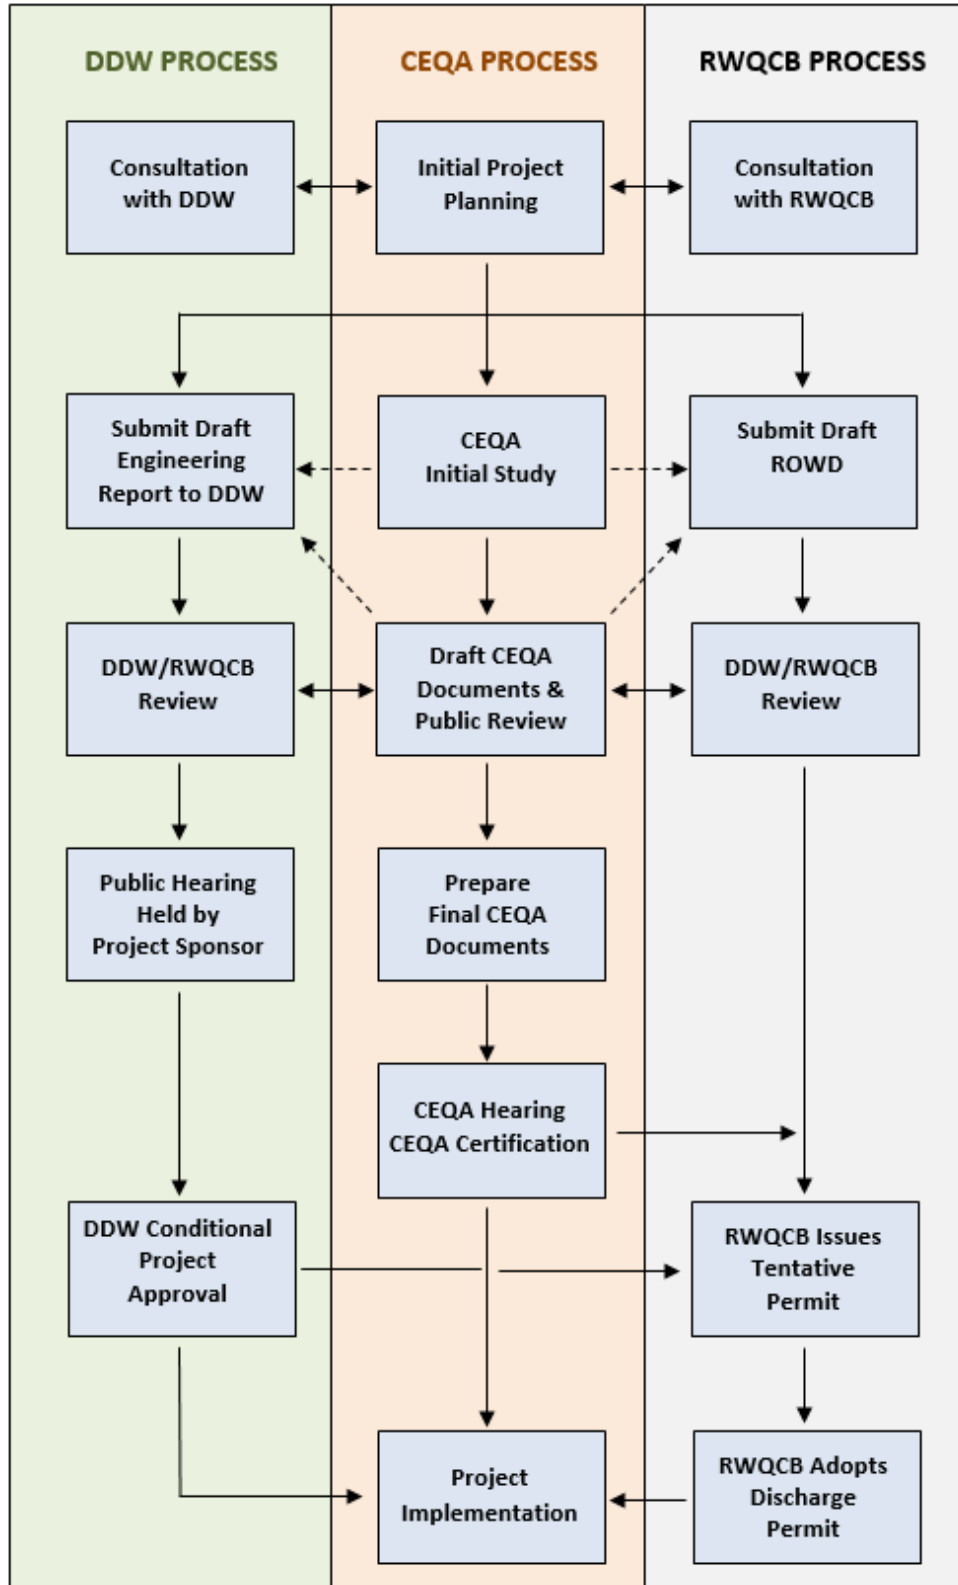 DDW PROCESS
CEQA PROCESS
RWQCB PROCESS
Consultation
with DDW
Initial Project
Planning
Consultation
with RWQCB
Submit Draft
Engineering
Report to DDW
CEQA
Initial Study
Submit Draft
ROWD
DDW/RWQCB
Review
Draft CEQA
Documents &
Public Review
DDW/RWQCB
Review
Public Hearing
Held by
Project Sponsor
Prepare
Final CEQA
Documents
CEQA Hearing
CEQA Certification
DDW Conditional
Project
Approval
RWQCB Issues
Tentative
Permit
Project
Implementation
RWQCB Adopts
Discharge
Permit